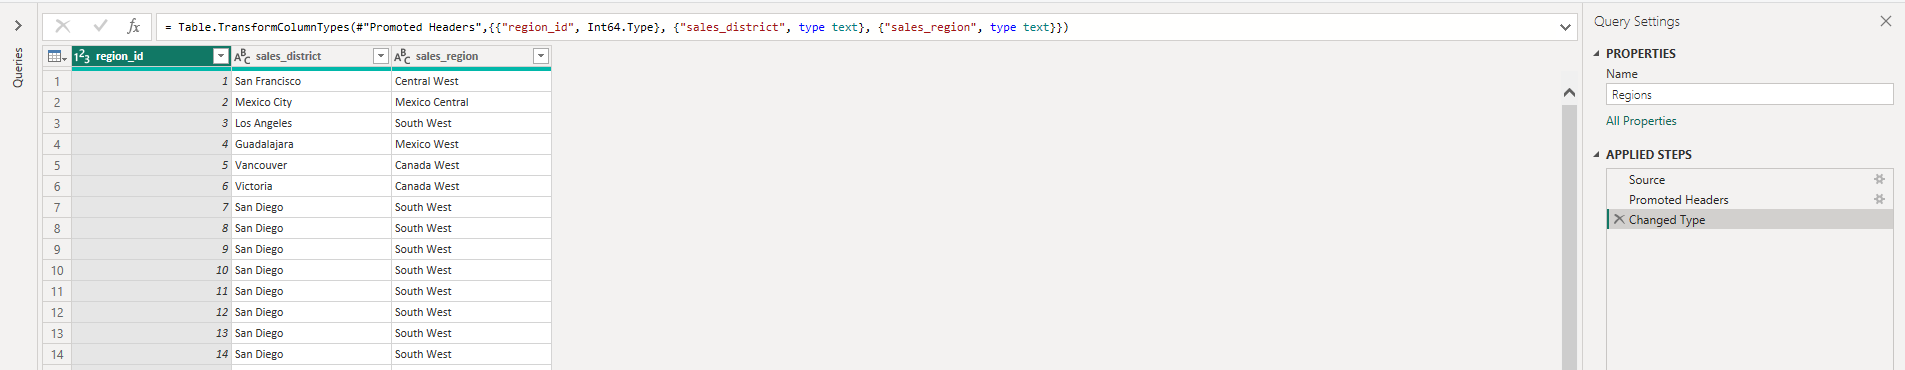 Queries
fx = Table.TransformColumnTypes(#"Promoted Headers",{{"region_id", Int64.Type}, {"sales_district", type text}, {"sales_region", type text}})
123 region_id ABC sales_district ABC sales_region
1 1 San Francisco Central West
2 2 Mexico City Mexico Central
3 3 Los Angeles South West
4 4 Guadalajara Mexico West
5 5 Vancouver Canada West
6 6 Victoria Canada West
7 7 San Diego South West
8 8 San Diego South West
9 9 San Diego South West
10 10 San Diego South West
11 11 San Diego South West
12 12 San Diego South West
13 13 San Diego South West
14 14 San Diego South West
Query Settings
PROPERTIES
Name
Regions
All Properties
APPLIED STEPS
Source
Promoted Headers
Changed Type